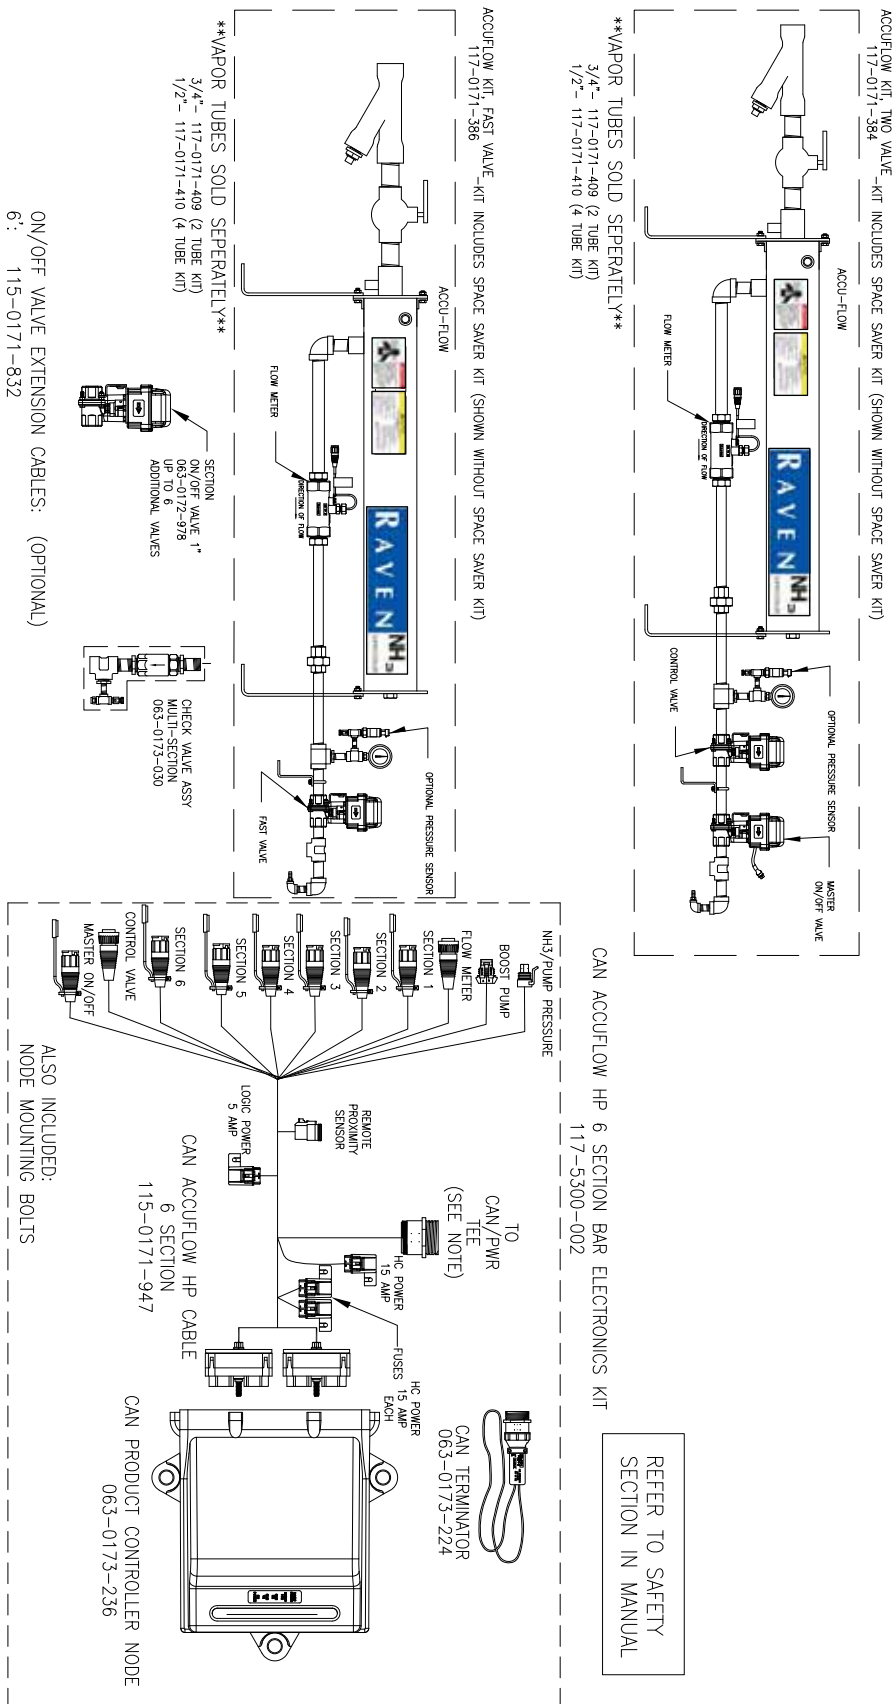 ACCUFLOW KIT, TWO VALVE
117-0171-384
-KIT INCLUDES SPACE SAVER KIT (SHOWN WITHOUT SPACE SAVER KIT)
ACCU-FLOW
RAVEN
NH3
FLOW METER
DIRECTION OF FLOW
CONTROL VALVE
OPTIONAL PRESSURE SENSOR
MASTER
ON/OFF VALVE
**VAPOR TUBES SOLD SEPERATELY**
3/4"- 117-0171-409 (2 TUBE KIT)
1/2"- 117-0171-410 (4 TUBE KIT)
ACCUFLOW KIT, FAST VALVE
117-0171-386
-KIT INCLUDES SPACE SAVER KIT (SHOWN WITHOUT SPACE SAVER KIT)
ACCU-FLOW
RAVEN
NH3
FLOW METER
DIRECTION OF FLOW
OPTIONAL PRESSURE SENSOR
FAST VALVE
**VAPOR TUBES SOLD SEPERATELY**
3/4"- 117-0171-409 (2 TUBE KIT)
1/2"- 117-0171-410 (4 TUBE KIT)
SECTION
ON/OFF VALVE 1"
063-0172-978
UP TO 6
ADDITIONAL VALVES
CHECK VALVE ASSY
MULTI-SECTION
063-0173-030
ON/OFF VALVE EXTENSION CABLES: (OPTIONAL)
6': 115-0171-832
REFER TO SAFETY
SECTION IN MANUAL
CAN ACCUFLOW HP 6 SECTION BAR ELECTRONICS KIT
117-5300-002
NH3/PUMP PRESSURE
BOOST PUMP
FLOW METER
SECTION 1
SECTION 2
SECTION 3
SECTION 4
SECTION 5
SECTION 6
CONTROL VALVE
MASTER ON/OFF
REMOTE
PROXIMITY
SENSOR
LOGIC POWER
5 AMP
TO
CAN/PWR
TEE
(SEE NOTE)
HC POWER
15 AMP
FUSES
HC POWER
15 AMP
EACH
CAN TERMINATOR
063-0173-224
CAN ACCUFLOW HP CABLE
6 SECTION
115-0171-947
CAN PRODUCT CONTROLLER NODE
063-0173-236
ALSO INCLUDED:
NODE MOUNTING BOLTS